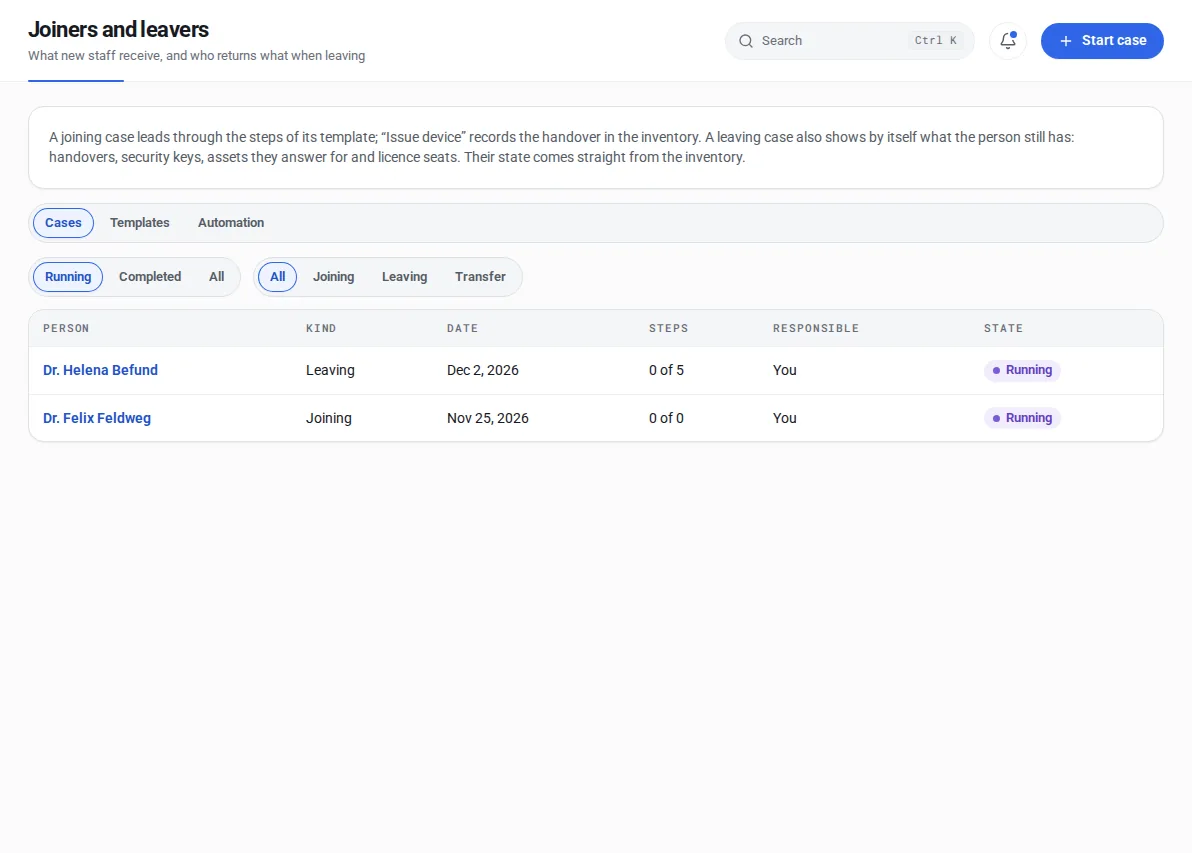 Joiners and leavers
What new staff receive, and who returns what when leaving
Search
Ctrl K
Start case
A joining case leads through the steps of its template; “Issue device” records the handover in the inventory. A leaving case also shows by itself what the person still has:
handovers, security keys, assets they answer for and licence seats. Their state comes straight from the inventory.
Cases Templates Automation
Running Completed All All Joining Leaving Transfer
PERSON KIND DATE STEPS RESPONSIBLE STATE
Dr. Helena Befund Leaving Dec 2, 2026 0 of 5 You Running
Dr. Felix Feldweg Joining Nov 25, 2026 0 of 0 You Running